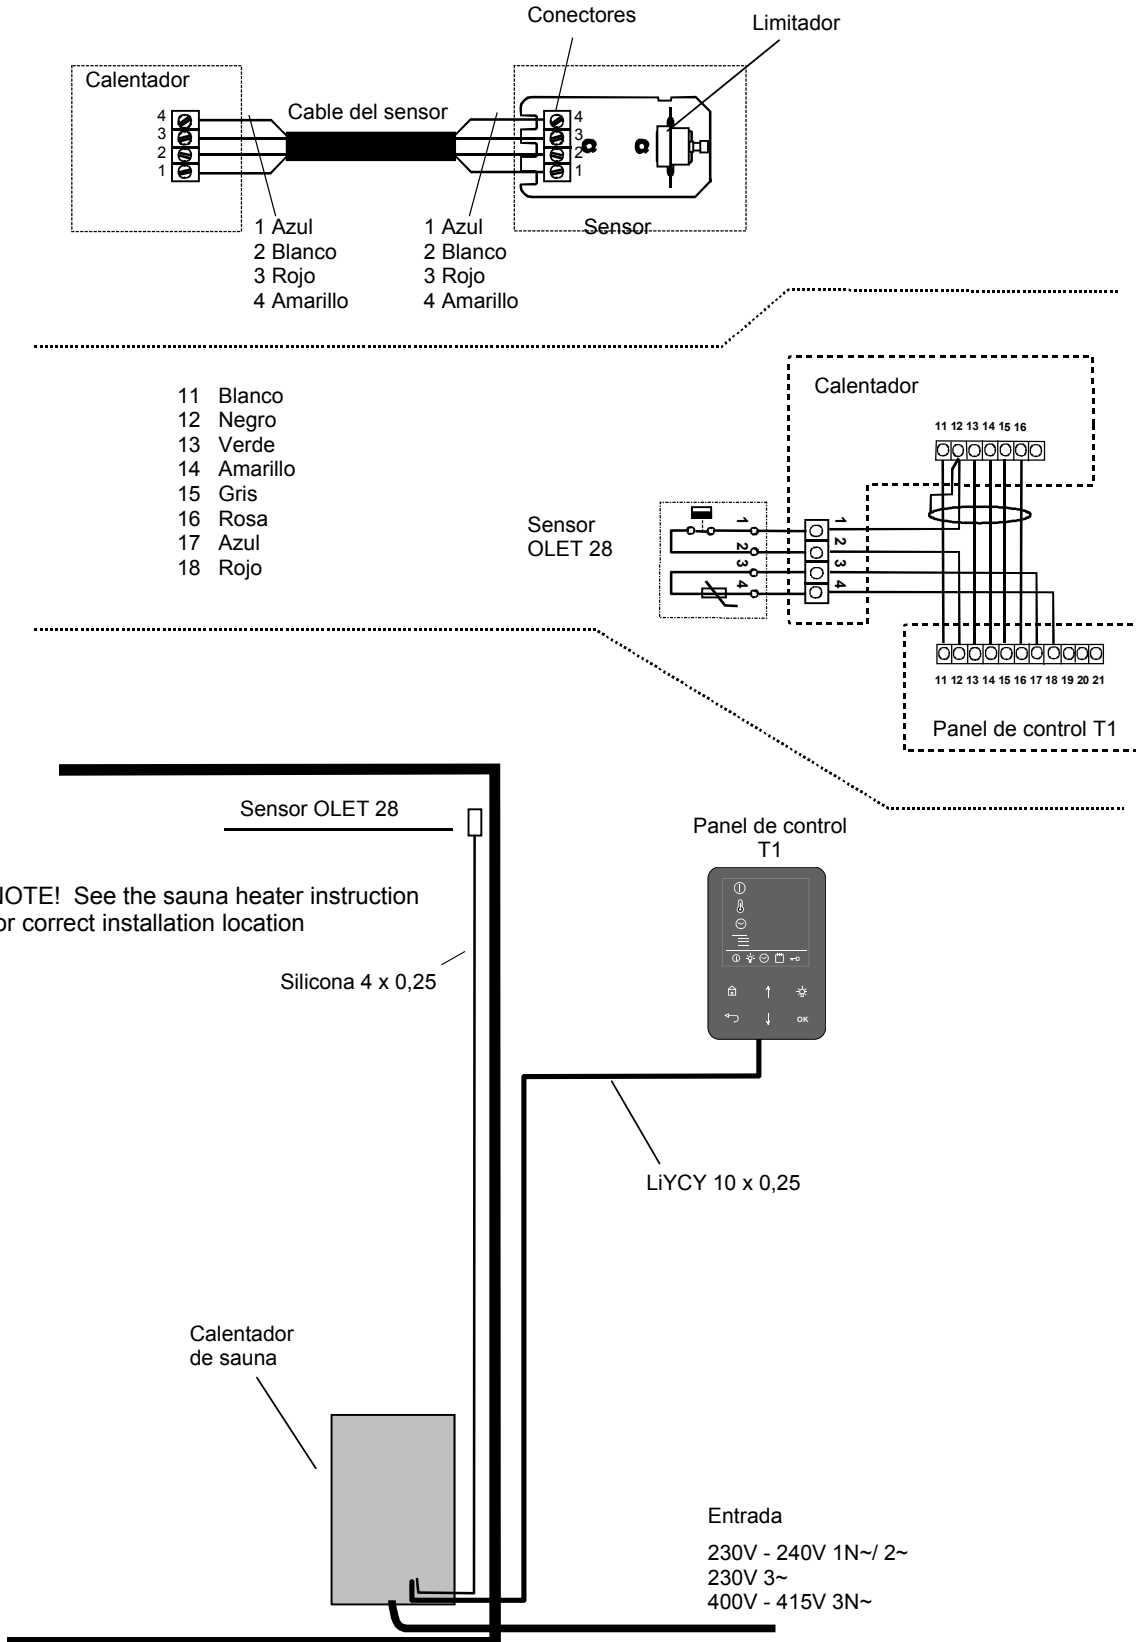 Conectores
Limitador
Calentador
Cable del sensor
4
3
2
1
4
3
2
1
1 Azul
2 Blanco
3 Rojo
4 Amarillo
1 Azul
2 Blanco
3 Rojo
4 Amarillo
Sensor
11 Blanco
12 Negro
13 Verde
14 Amarillo
15 Gris
16 Rosa
17 Azul
18 Rojo
Calentador
11 12 13 14 15 16
Sensor
OLET 28
1
2
3
4
1
2
3
4
11 12 13 14 15 16 17 18 19 20 21
Panel de control T1
Sensor OLET 28
Panel de control
T1
OK
NOTE! See the sauna heater instruction
or correct installation location
Silicona 4 x 0,25
LiYCY 10 x 0,25
Calentador
de sauna
Entrada
230V - 240V 1N~/ 2~
230V 3~
400V - 415V 3N~